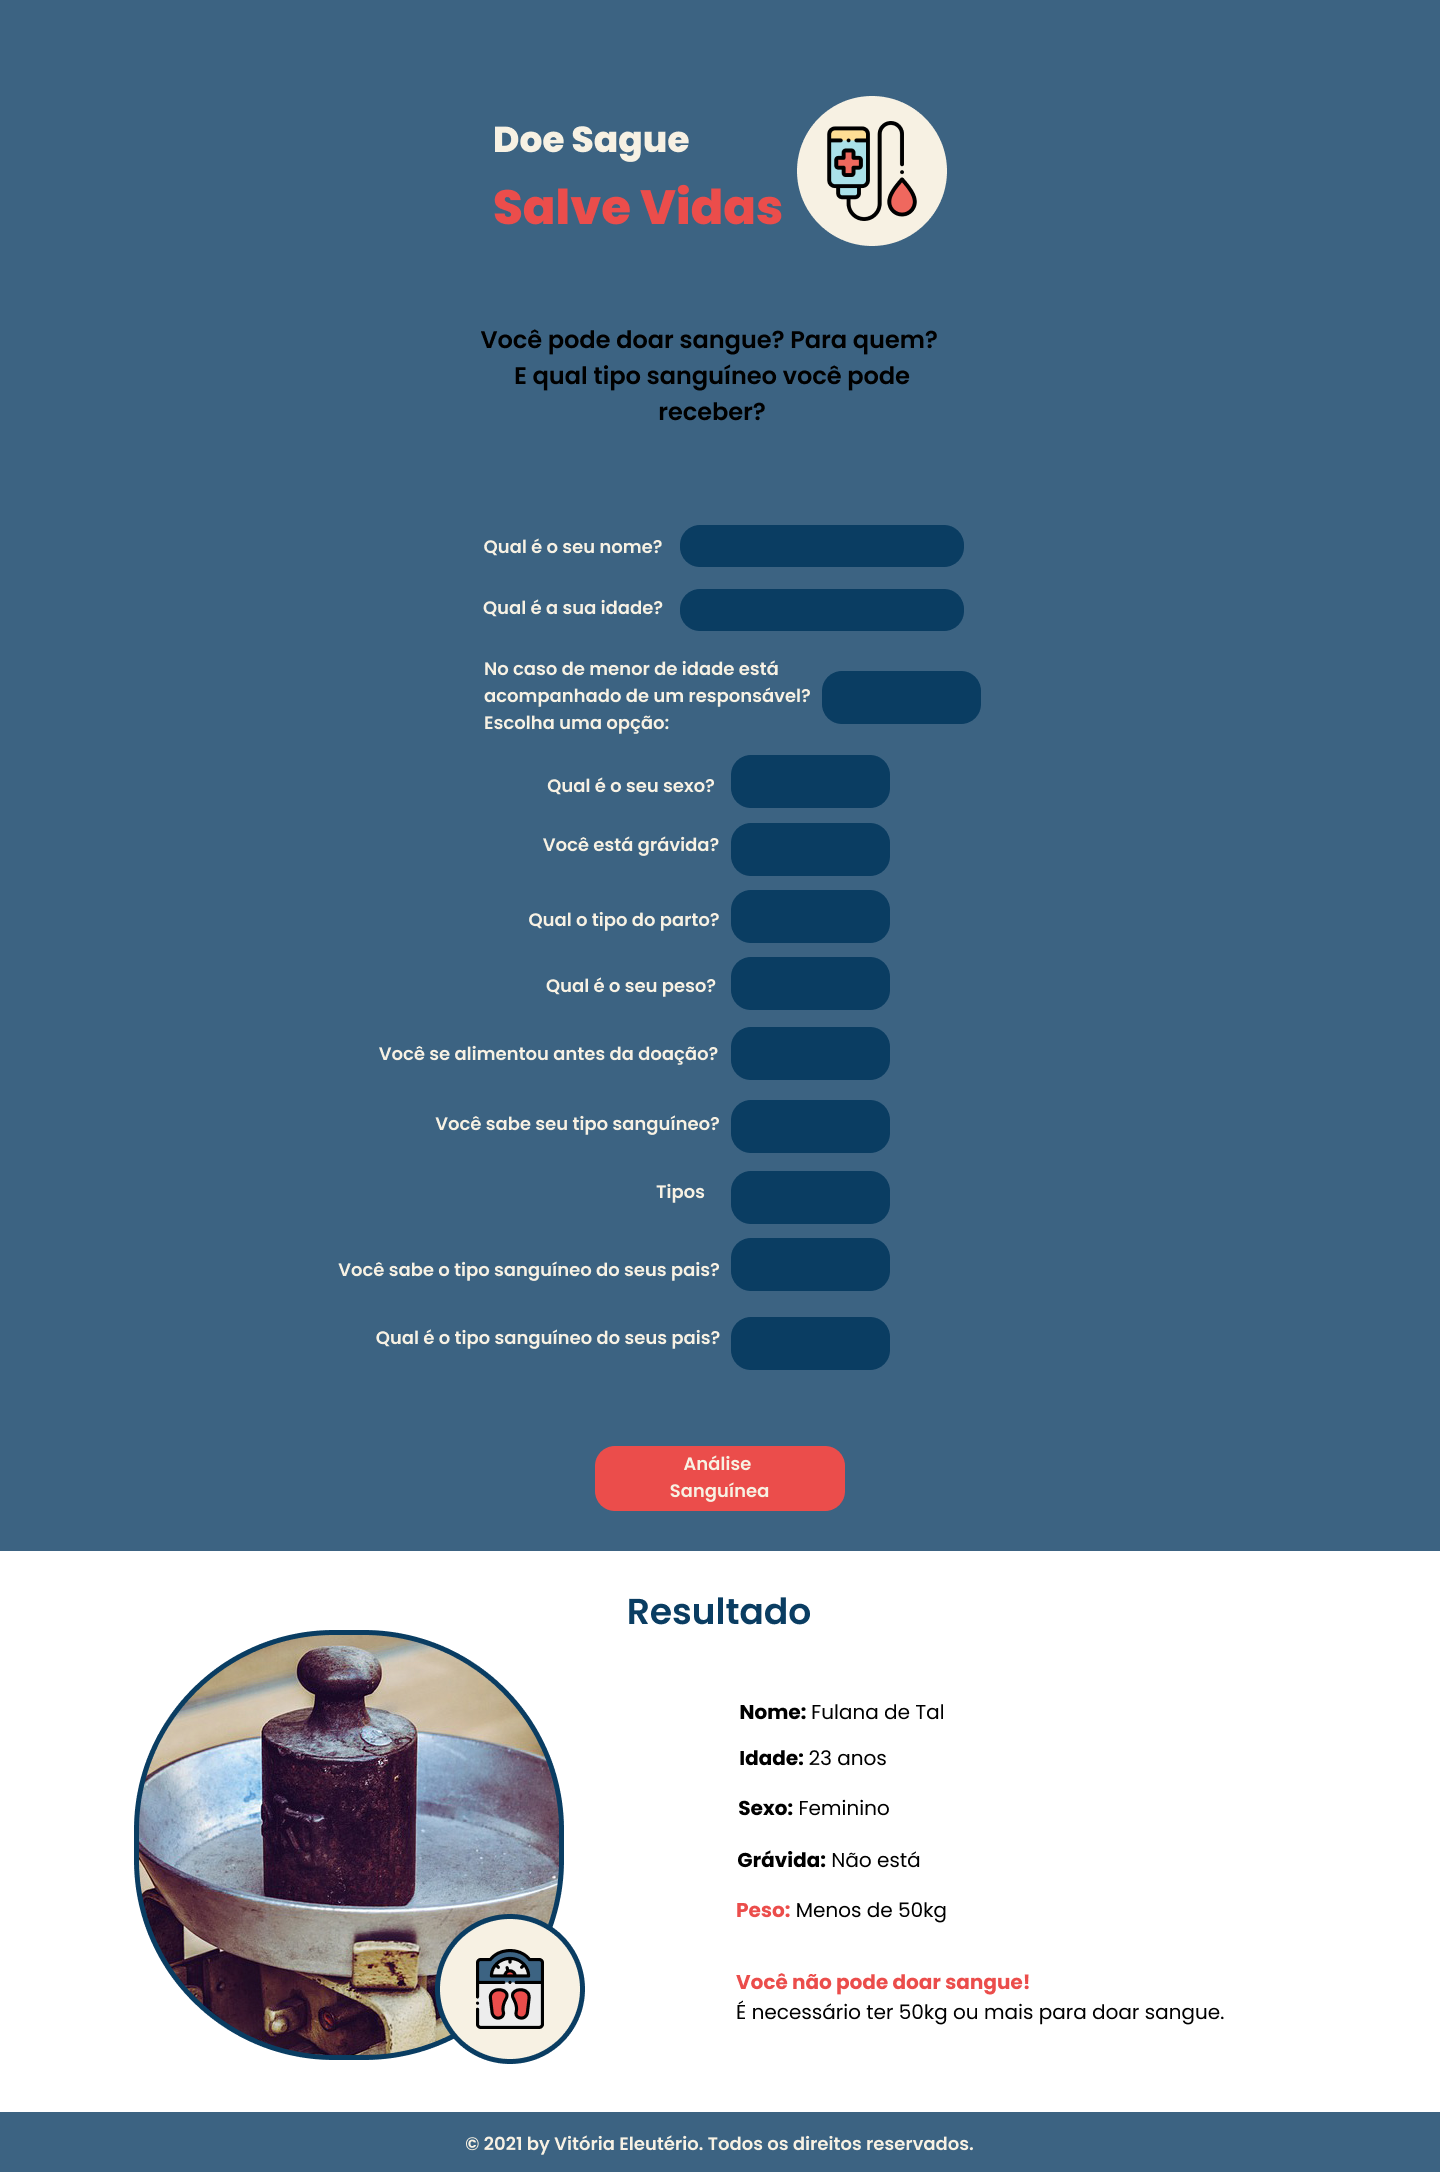 Doe Sague
Salve Vidas
Você pode doar sangue? Para quem?
E qual tipo sanguíneo você pode
receber?
Qual é o seu nome?
Qual é a sua idade?
No caso de menor de idade está
acompanhado de um responsável?
Escolha uma opção:
Qual é o seu sexo?
Você está grávida?
Qual o tipo do parto?
Qual é o seu peso?
Você se alimentou antes da doação?
Você sabe seu tipo sanguíneo?
Tipos
Você sabe o tipo sanguíneo do seus pais?
Qual é o tipo sanguíneo do seus pais?
Análise
Sanguínea
Resultado
Nome: Fulana de Tal
Idade: 23 anos
Sexo: Feminino
Grávida: Não está
Peso: Menos de 50kg
Você não pode doar sangue!
É necessário ter 50kg ou mais para doar sangue.
© 2021 by Vitória Eleutério. Todos os direitos reservados.